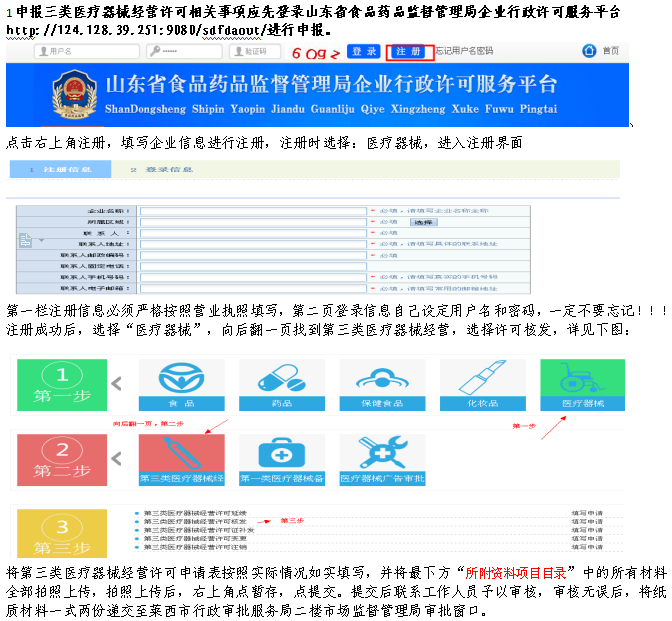 1申报三类医疗器械经营许可相关事项应先登录山东省食品药品监督管理局企业行政许可服务平台
http://124.128.39.251:9080/sdfdaout/进行申报。
用户名
••••••
验证码
6092
登 录
注 册
忘记用户名密码
首页
山东省食品药品监督管理局企业行政许可服务平台
ShanDongsheng Shipin Yaopin Jiandu Guanliju Qiye Xingzheng Xuke Fuwu Pingtai
、
点击右上角注册，填写企业信息进行注册，注册时选择：医疗器械，进入注册界面
1 注册信息 2 登录信息
企业名称： * 必填，请填写企业名称全称
所属区域： * 必填 选择
联 系 人： * 必填
联系人地址： * 必填，请填写具体的联系地址
联系人邮政编码： * 必填
联系人固定电话：
联系人手机号码： * 必填，请填写真实的手机号码
联系人电子邮箱： * 必填，请填写常用的邮箱地址
第一栏注册信息必须严格按照营业执照填写，第二页登录信息自己设定用户名和密码，一定不要忘记！！！
注册成功后，选择“医疗器械”，向后翻一页找到第三类医疗器械经营，选择许可核发，详见下图：
1
第一步
食 品
药品
保健食品
化妆品
医疗器械
向后翻一页，第二步
第一步
2
第二步
第三类医疗器械经
第一类医疗器械备
医疗器械广告审批
3
第三步
第三类医疗器械经营许可延续 填写申请
第三类医疗器械经营许可核发 第三步 填写申请
第三类医疗器械经营许可证补发 填写申请
第三类医疗器械经营许可变更 填写申请
第三类医疗器械经营许可注销 填写申请
将第三类医疗器械经营许可申请表按照实际情况如实填写，并将最下方“所附资料项目目录”中的所有材料
全部拍照上传，拍照上传后，右上角点暂存，点提交。提交后联系工作人员予以审核，审核无误后，将纸
质材料一式两份递交至莱西市行政审批服务局二楼市场监督管理局审批窗口。